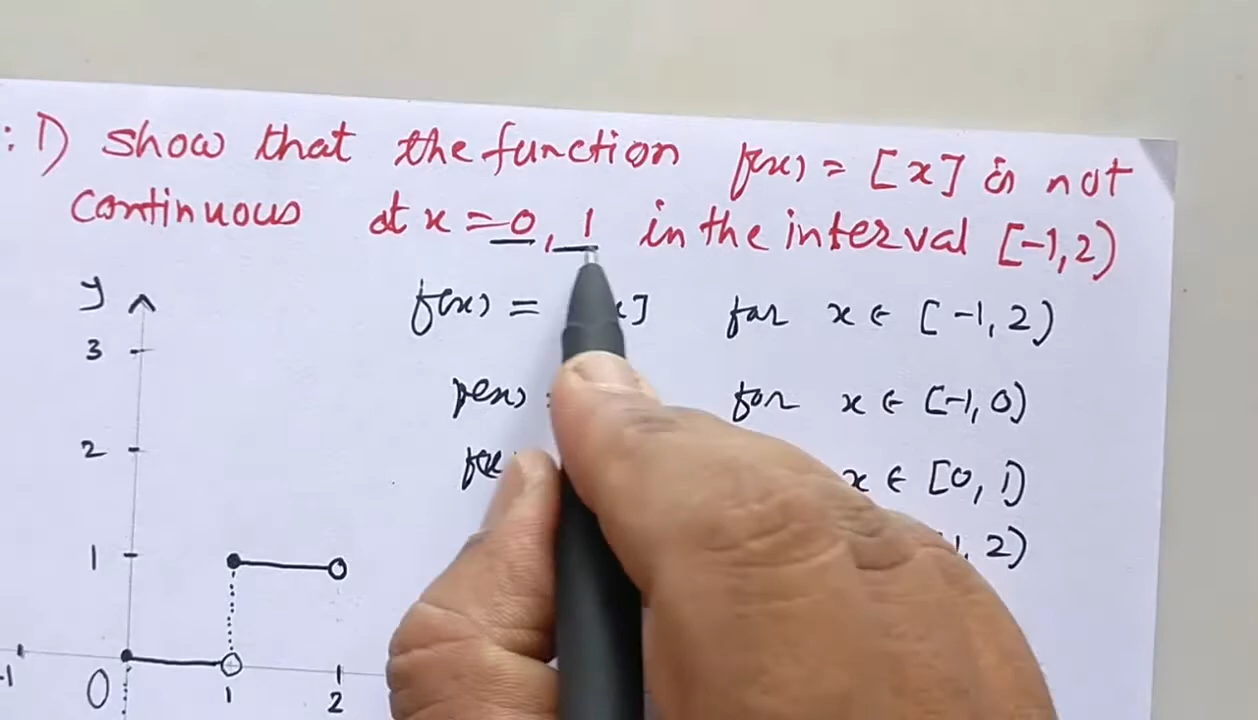 : 1) show that the function f(x) = [x] is not
continuous at x = 0, 1 in the interval [-1,2)
y
f(x) = x] for x ∈ [-1, 2)
3
f(x) = for x ∈ [-1, 0)
2
f(x x ∈ [0, 1)
1
1, 2)
-1 0 1 2